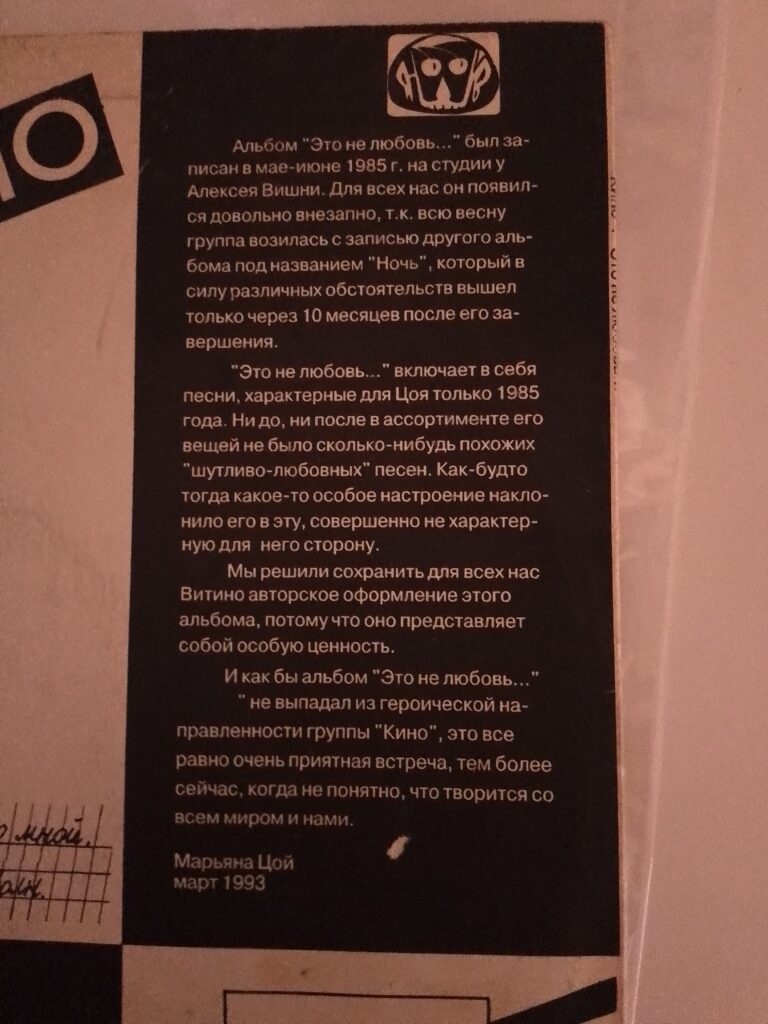 Ю
Альбом "Это не любовь..." был за-
писан в мае-июне 1985 г. на студии у
Алексея Вишни. Для всех нас он появил-
ся довольно внезапно, т.к. всю весну
группа возилась с записью другого аль-
бома под названием "Ночь", который в
силу различных обстоятельств вышел
только через 10 месяцев после его за-
вершения.
"Это не любовь..." включает в себя
песни, характерные для Цоя только 1985
года. Ни до, ни после в ассортименте его
вещей не было сколько-нибудь похожих
"шутливо-любовных" песен. Как-будто
тогда какое-то особое настроение накло-
нило его в эту, совершенно не характер-
ную для него сторону.
Мы решили сохранить для всех нас
Витино авторское оформление этого
альбома, потому что оно представляет
собой особую ценность.
И как бы альбом "Это не любовь..."
" не выпадал из героической на-
правленности группы "Кино", это все
равно очень приятная встреча, тем более
сейчас, когда не понятно, что творится со
всем миром и нами.
Марьяна Цой
март 1993
мной.